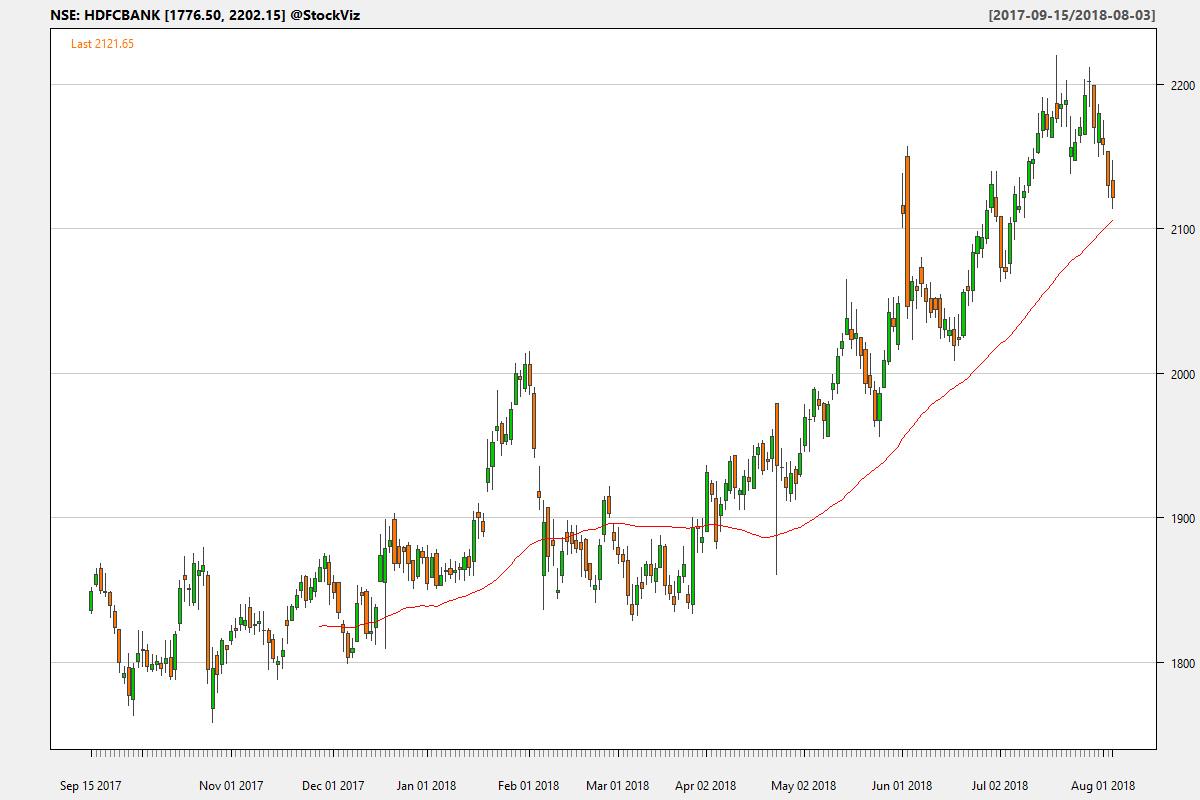 NSE: HDFCBANK [1776.50, 2202.15] @StockViz
[2017-09-15/2018-08-03]
Last 2121.65
2200
2100
2000
1900
1800
Sep 15 2017 Nov 01 2017 Dec 01 2017 Jan 01 2018 Feb 01 2018 Mar 01 2018 Apr 02 2018 May 02 2018 Jun 01 2018 Jul 02 2018 Aug 01 2018